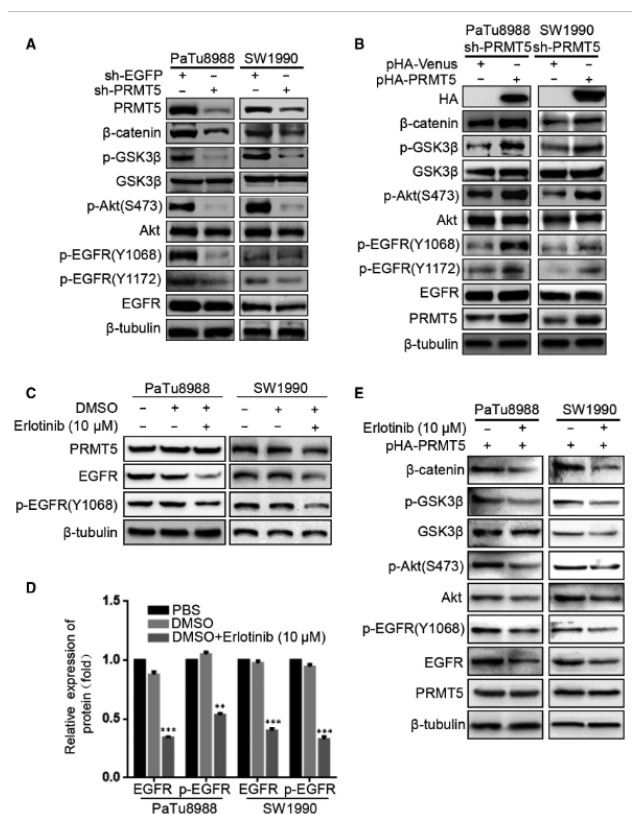 A
PaTu8988 SW1990
sh-EGFP + − + −
sh-PRMT5 − + − +
PRMT5
β-catenin
p-GSK3β
GSK3β
p-Akt(S473)
Akt
p-EGFR(Y1068)
p-EGFR(Y1172)
EGFR
β-tubulin
B
PaTu8988 SW1990
sh-PRMT5 sh-PRMT5
pHA-Venus + − + −
pHA-PRMT5 − + − +
HA
β-catenin
p-GSK3β
GSK3β
p-Akt(S473)
Akt
p-EGFR(Y1068)
p-EGFR(Y1172)
EGFR
PRMT5
β-tubulin
C
PaTu8988 SW1990
DMSO − + + − + +
Erlotinib (10 μM) − − + − − +
PRMT5
EGFR
p-EGFR(Y1068)
β-tubulin
D
Relative expression of
protein (fold)
1.5
1.0
0.5
0.0
PBS
DMSO
DMSO+Erlotinib (10 μM)
*** ** *** ***
EGFR p-EGFR EGFR p-EGFR
PaTu8988 SW1990
E
PaTu8988 SW1990
Erlotinib (10 μM) − + − +
pHA-PRMT5 + + + +
β-catenin
p-GSK3β
GSK3β
p-Akt(S473)
Akt
p-EGFR(Y1068)
EGFR
PRMT5
β-tubulin